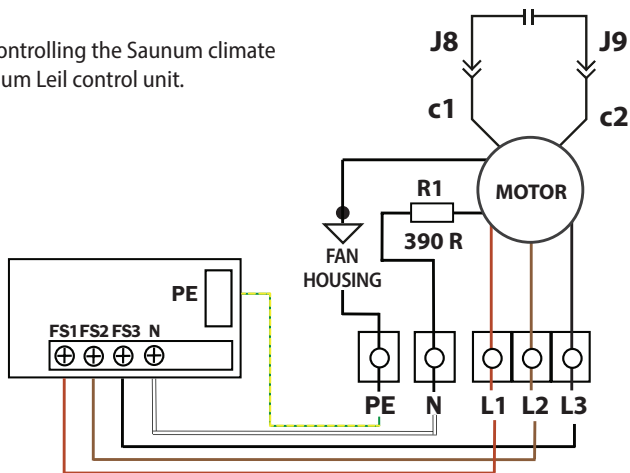 ontrolling the Saunum climate
um Leil control unit.
J8 J9
c1 c2
MOTOR
R1
390 R
FAN
HOUSING
PE
FS1 FS2 FS3 N
PE N L1 L2 L3